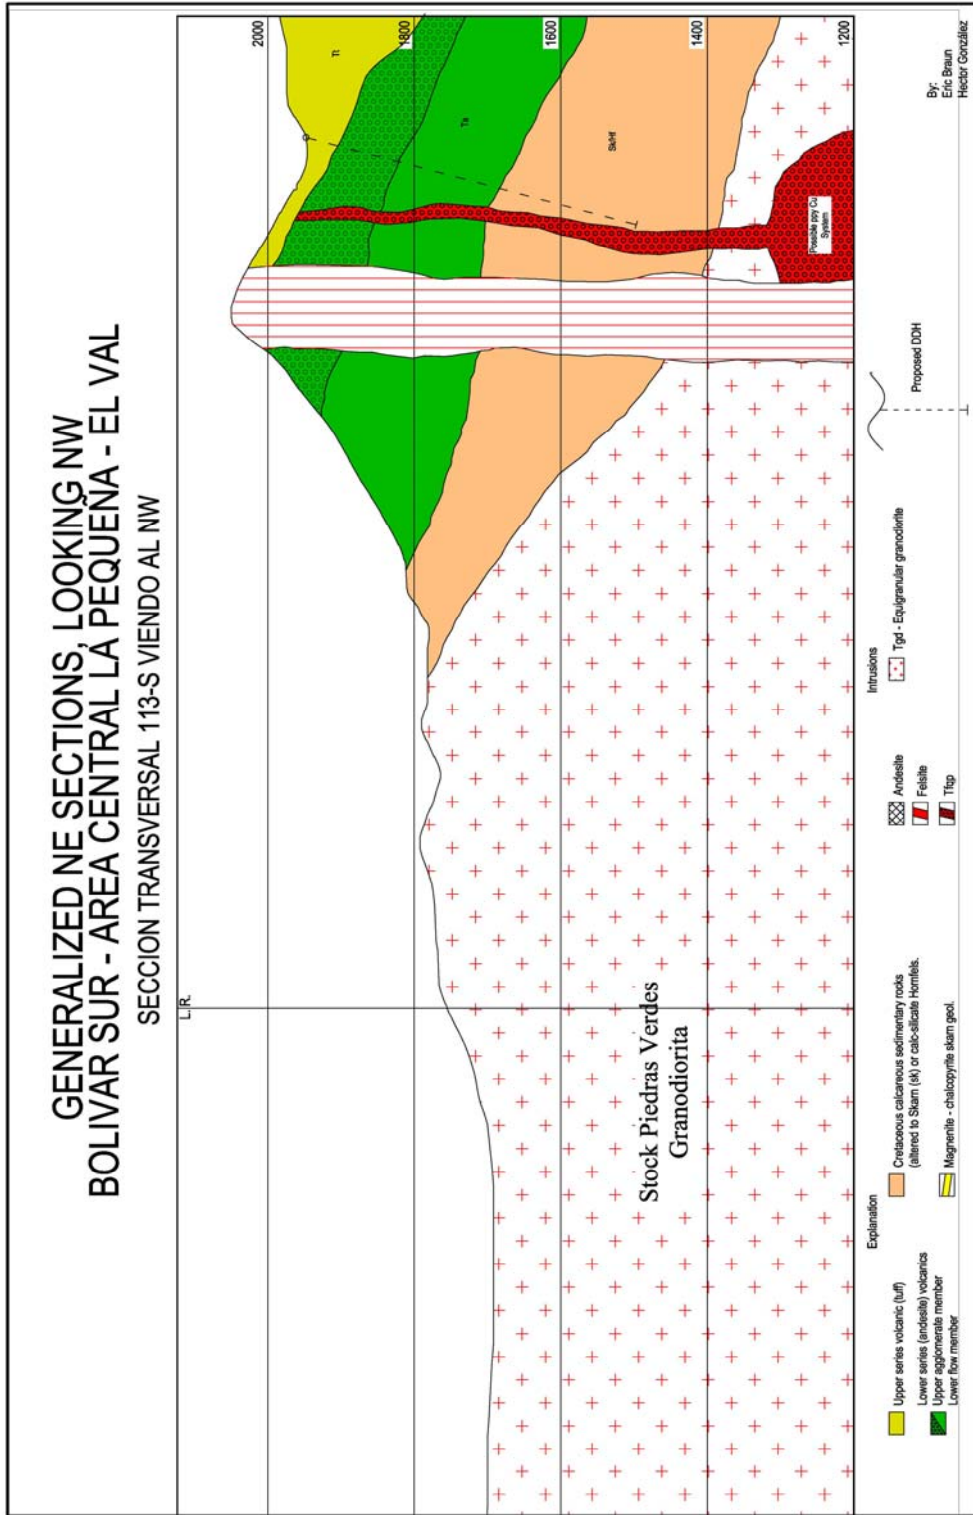 GENERALIZED NE SECTIONS, LOOKING NW
BOLIVAR SUR - AREA CENTRAL LA PEQUEÑA - EL VAL
SECCION TRANSVERSAL 113-S VIENDO AL NW
L.R.
2000
1800
1600
1400
1200
Tt
Ta
Sk/Hf
Possible ppy Cu
System
Stock Piedras Verdes
Granodiorita
Explanation
Upper series volcanic (tuff)
Lower series (andesite) volcanics
Upper agglomerate member
Lower flow member
Cretaceous calcareous sedimentary rocks
(altered to Skarn (sk) or calc-silicate Hornfels.
Magnenite - chalcopyrite skarn geol.
Intrusions
Andesite
Felsite
Tfqp
Tgd - Equigranular granodiorite
Proposed DDH
By:
Eric Braun
Hector González